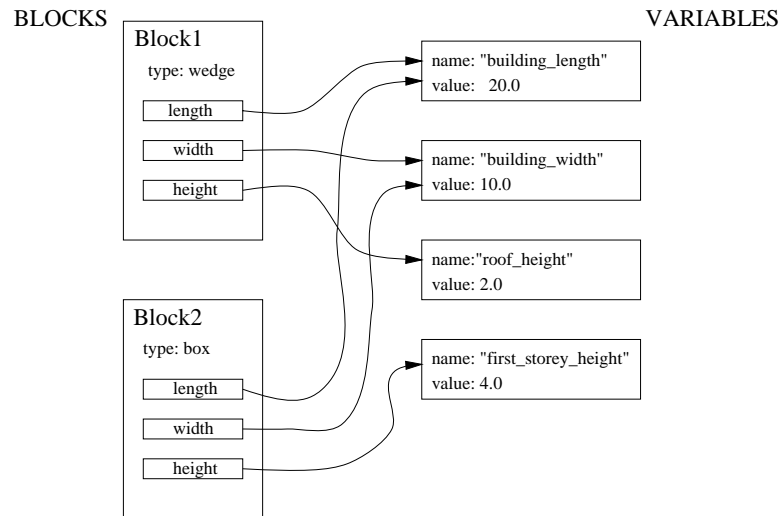 BLOCKS
VARIABLES
Block1
type: wedge
length
width
height
Block2
type: box
length
width
height
name: "building_length"
value: 20.0
name: "building_width"
value: 10.0
name:"roof_height"
value: 2.0
name: "first_storey_height"
value: 4.0